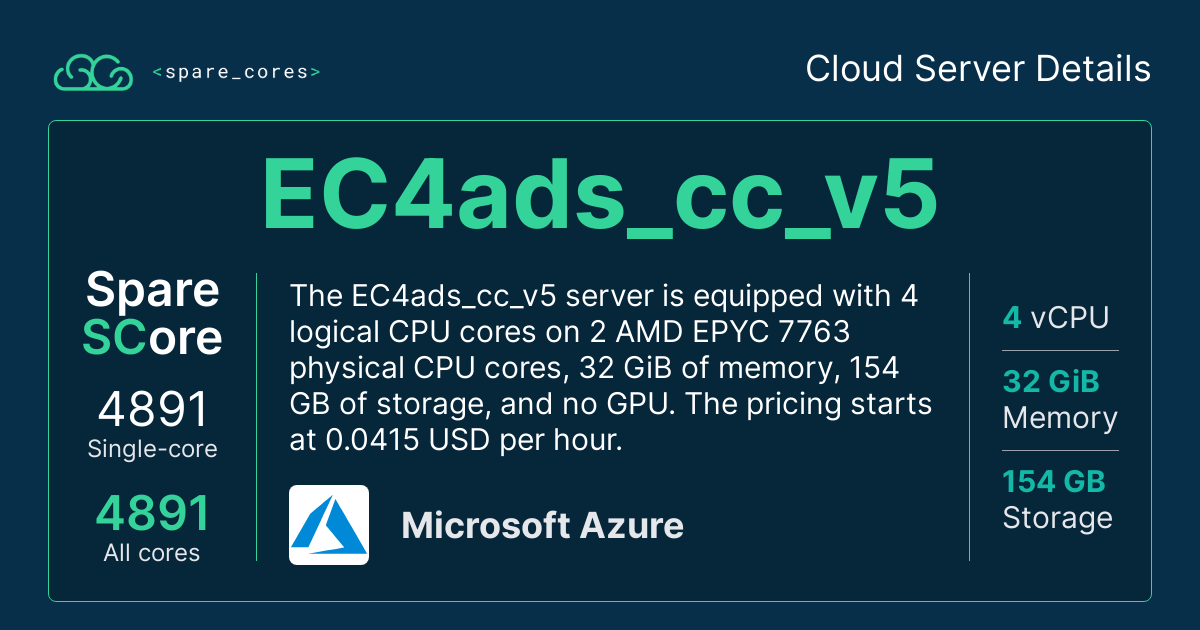 <spare_cores>
Cloud Server Details
EC4ads_cc_v5
Spare
SCore
4891
Single-core
4891
All cores
The EC4ads_cc_v5 server is equipped with 4
logical CPU cores on 2 AMD EPYC 7763
physical CPU cores, 32 GiB of memory, 154
GB of storage, and no GPU. The pricing starts
at 0.0415 USD per hour.
Microsoft Azure
4 vCPU
32 GiB
Memory
154 GB
Storage